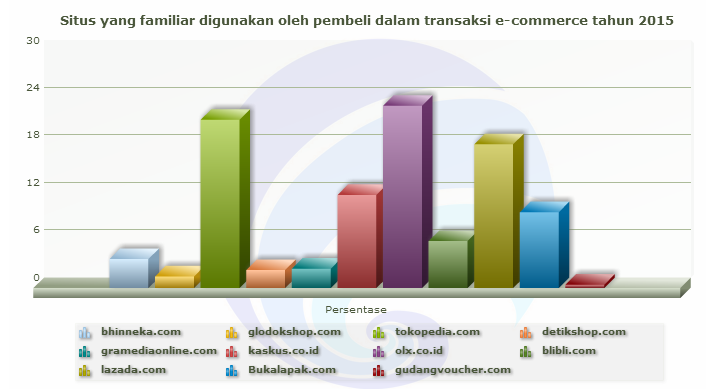 Situs yang familiar digunakan oleh pembeli dalam transaksi e-commerce tahun 2015
30
24
18
12
6
0
Persentase
bhinneka.com glodokshop.com tokopedia.com detikshop.com
gramediaonline.com kaskus.co.id olx.co.id blibli.com
lazada.com Bukalapak.com gudangvoucher.com